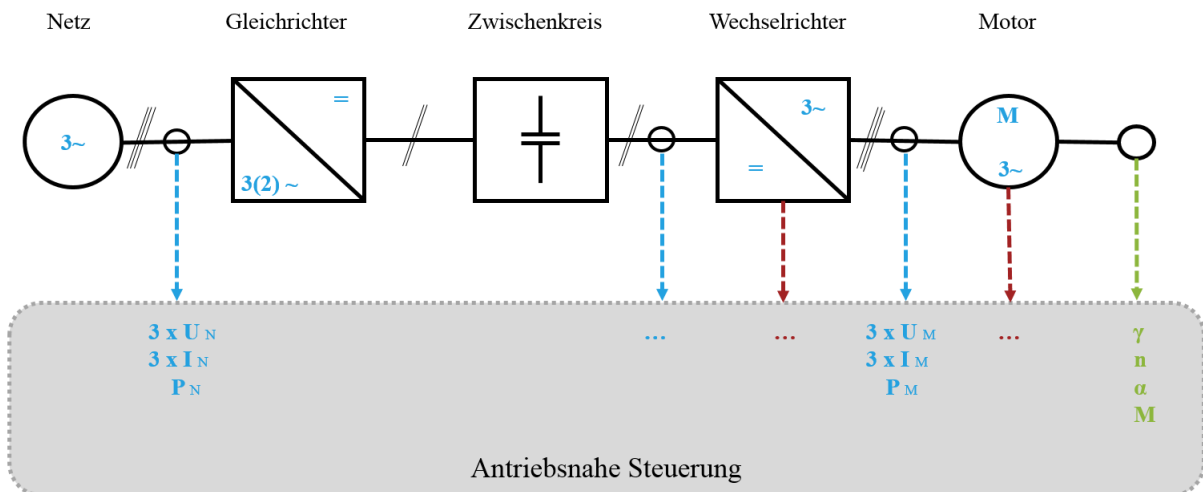 Netz
Gleichrichter
Zwischenkreis
Wechselrichter
Motor
3~
=
3(2) ~
3~
=
M
3~
3 x U N
3 x I N
P N
...
...
3 x U M
3 x I M
P M
...
γ
n
α
M
Antriebsnahe Steuerung